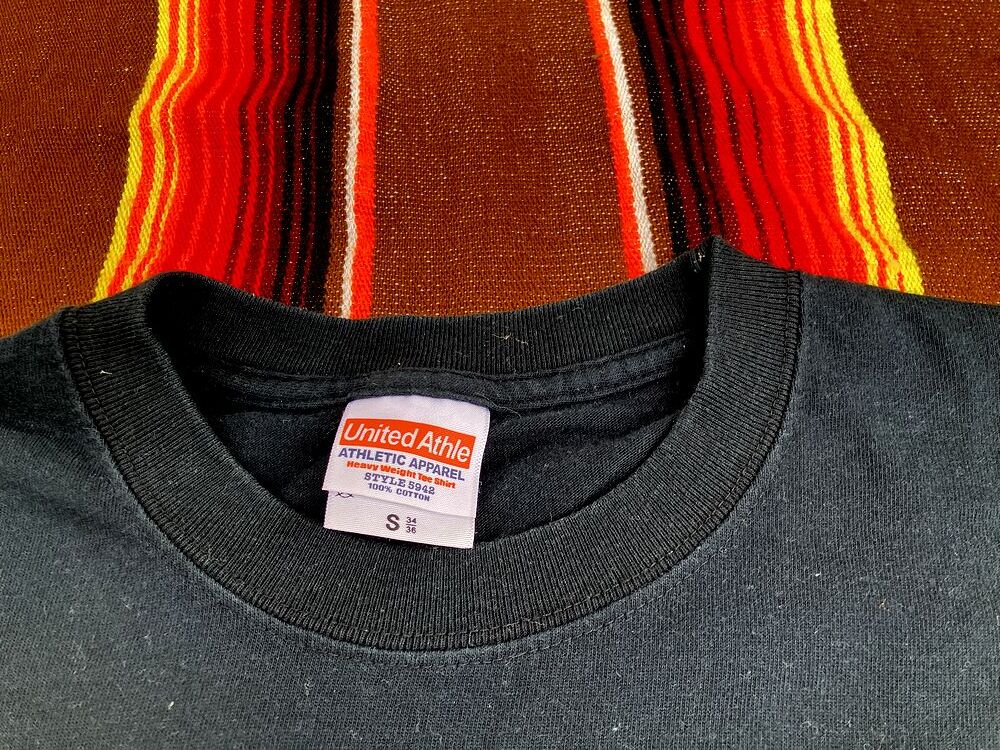 United Athle
ATHLETIC APPAREL
Heavy Weight Tee Shirt
STYLE 5942
100% COTTON
S 34/36